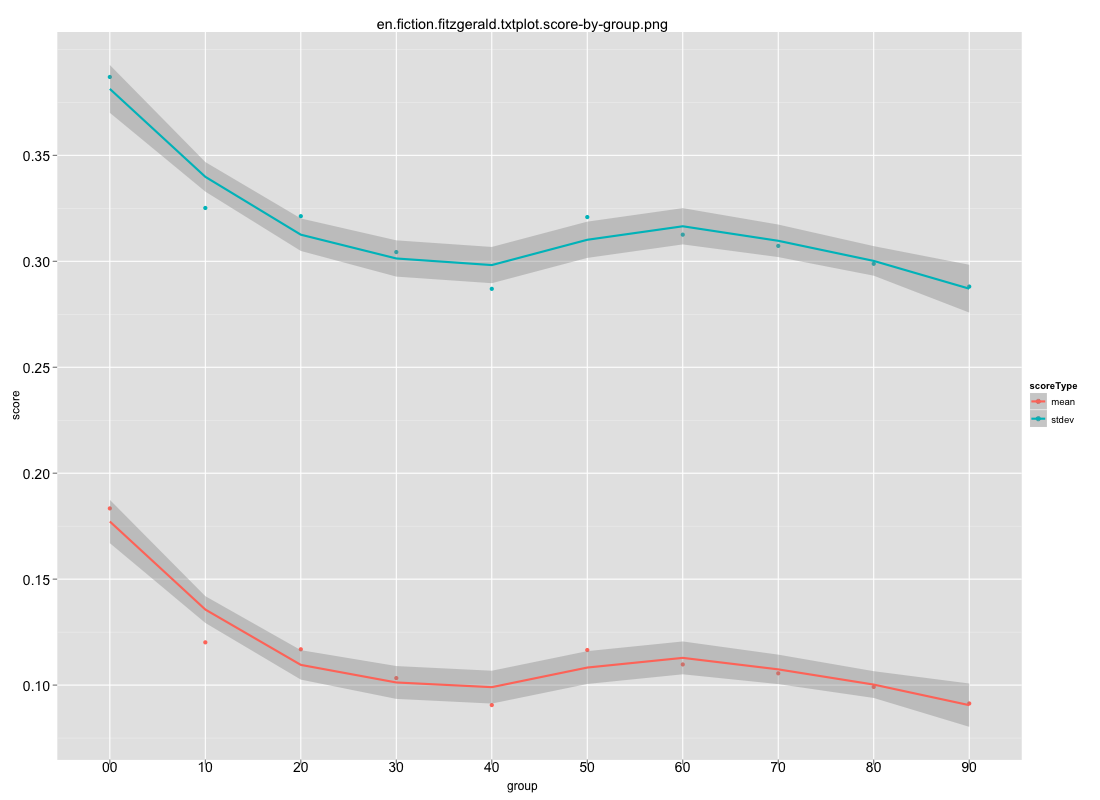 en.fiction.fitzgerald.txtplot.score-by-group.png
0.35
0.30
0.25
0.20
0.15
0.10
score
00 10 20 30 40 50 60 70 80 90
group
scoreType
mean
stdev